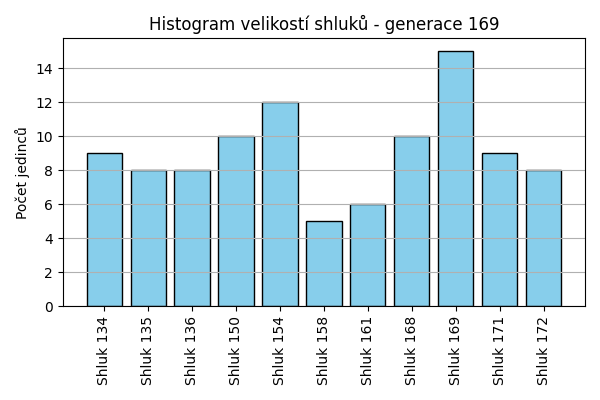 Histogram velikostí shluků - generace 169
Počet jedinců
14
12
10
8
6
4
2
0
Shluk 134
Shluk 135
Shluk 136
Shluk 150
Shluk 154
Shluk 158
Shluk 161
Shluk 168
Shluk 169
Shluk 171
Shluk 172